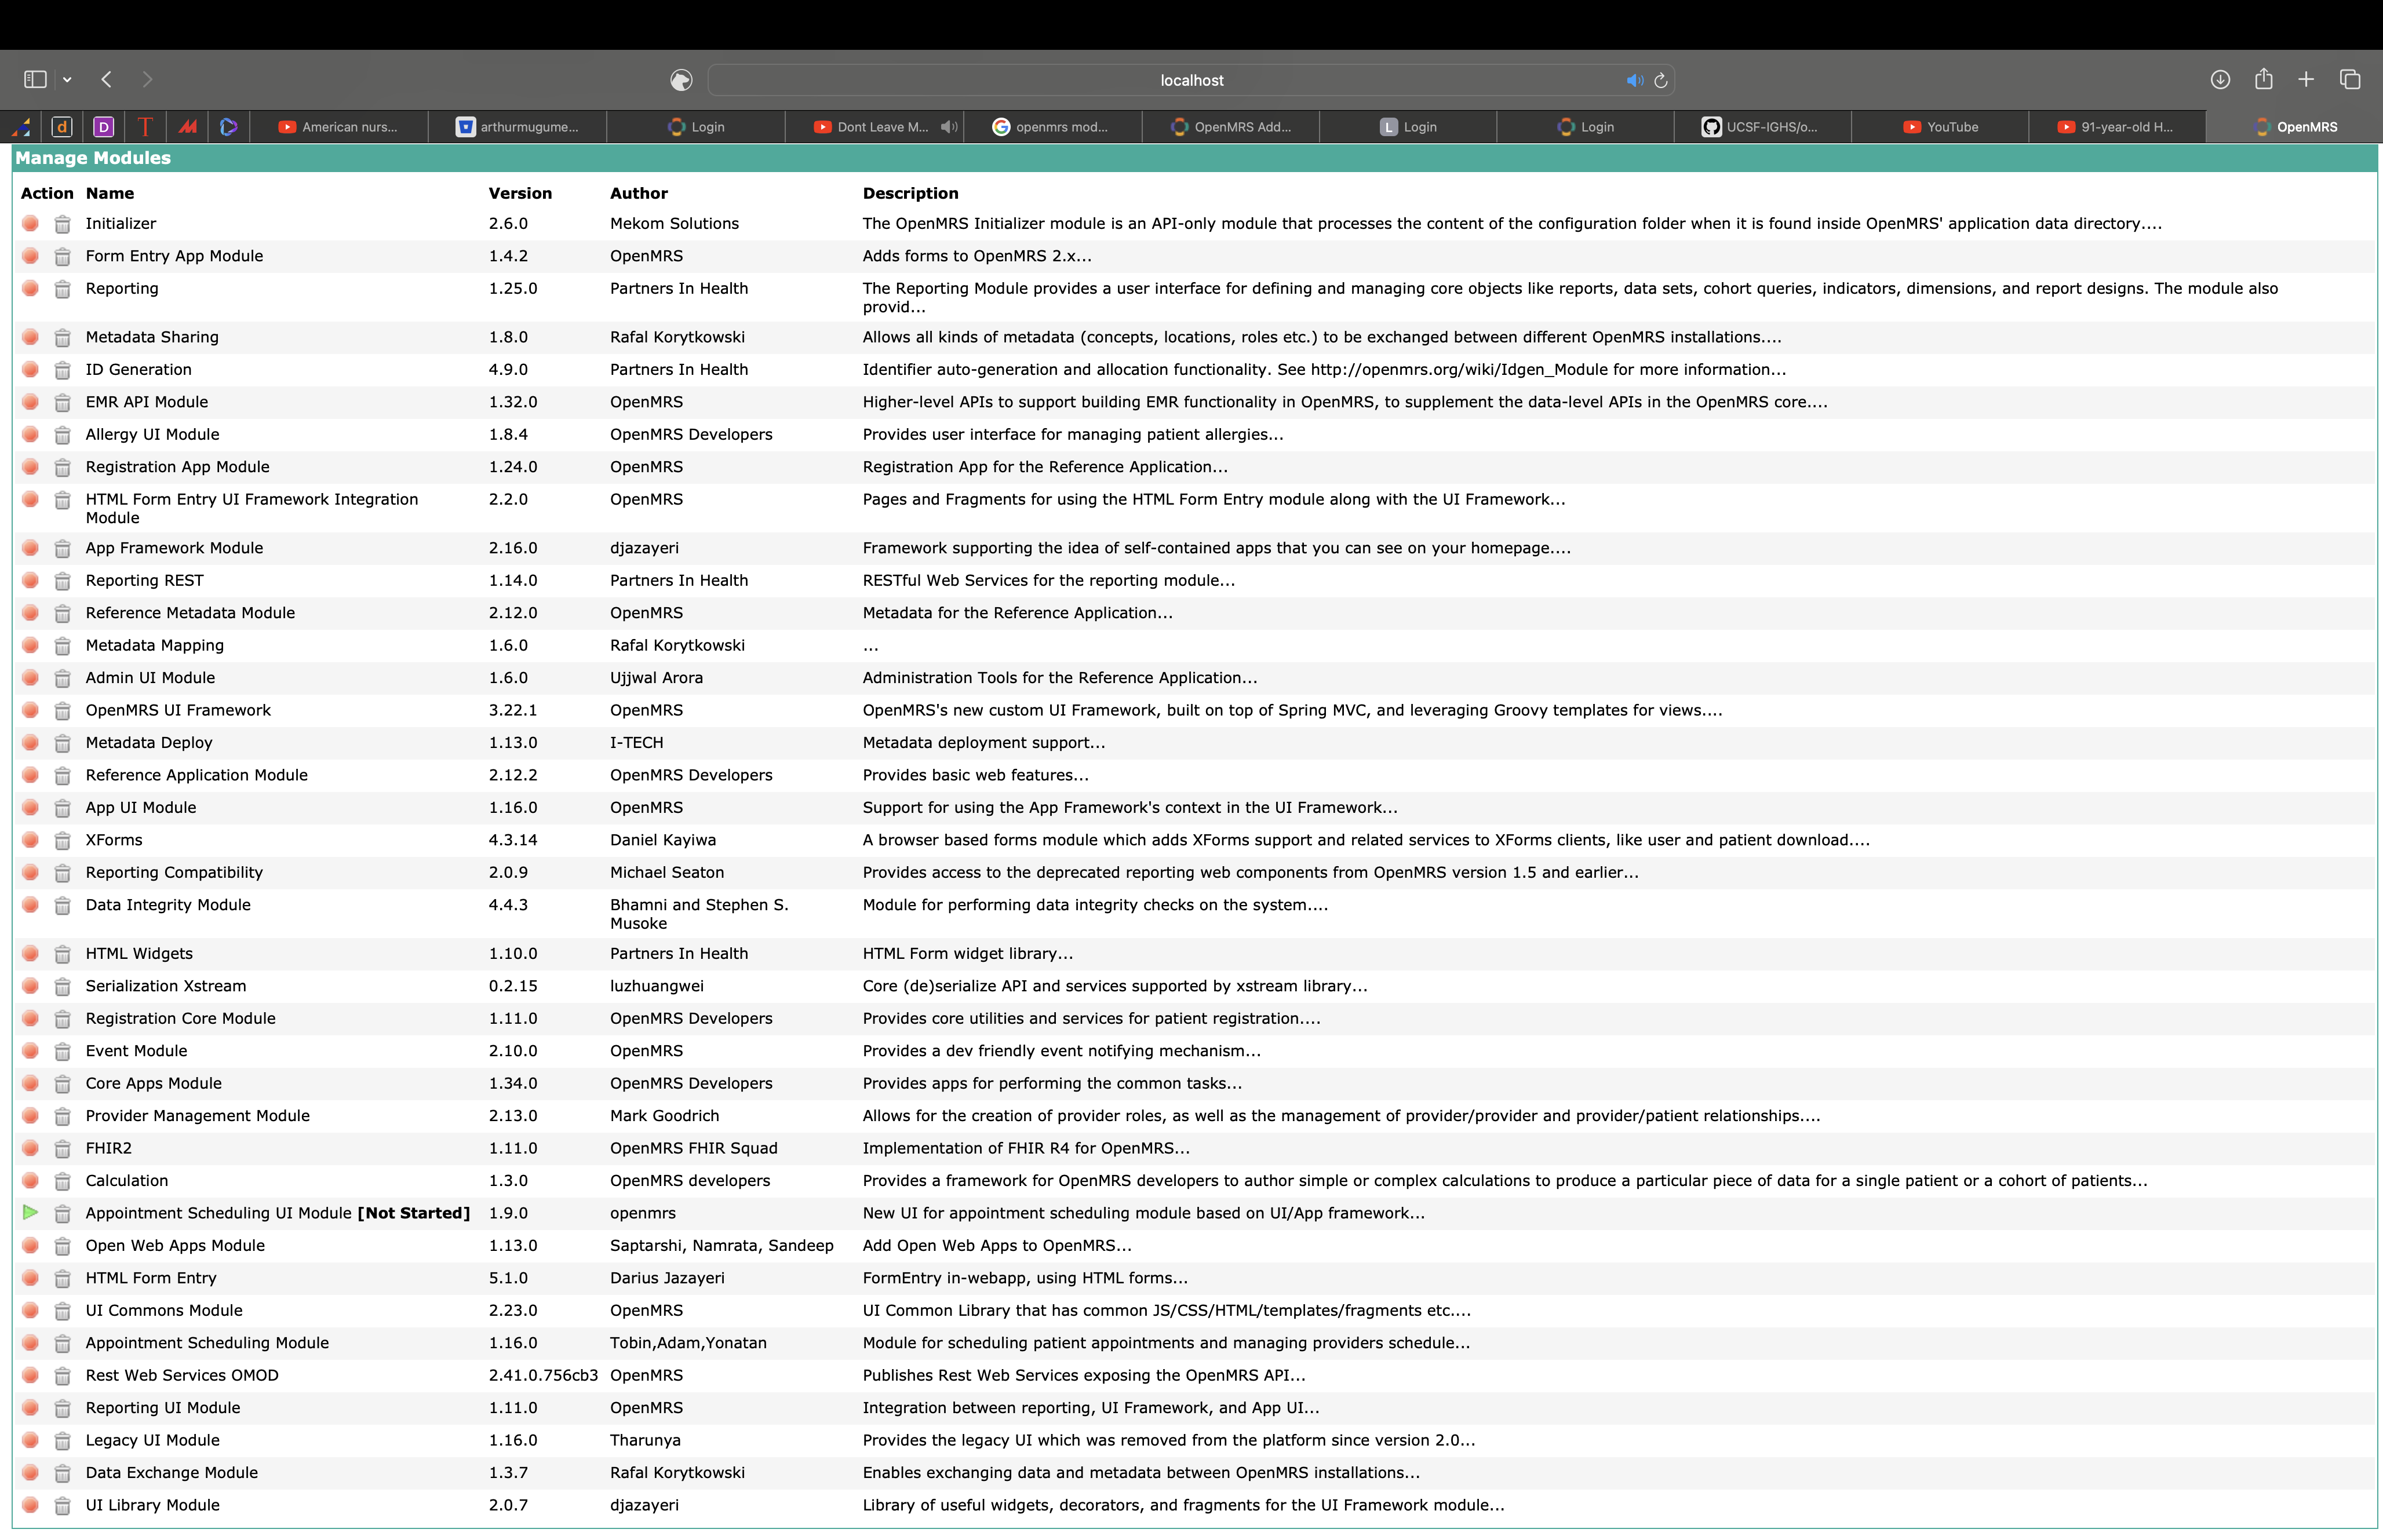 localhost
American nurs...
arthurmugume...
Login
Dont Leave M...
openmrs mod...
OpenMRS Add...
L Login
Login
UCSF-IGHS/o...
YouTube
91-year-old H...
OpenMRS
Manage Modules
Action Name Version Author Description
Initializer 2.6.0 Mekom Solutions The OpenMRS Initializer module is an API-only module that processes the content of the configuration folder when it is found inside OpenMRS' application data directory....
Form Entry App Module 1.4.2 OpenMRS Adds forms to OpenMRS 2.x...
Reporting 1.25.0 Partners In Health The Reporting Module provides a user interface for defining and managing core objects like reports, data sets, cohort queries, indicators, dimensions, and report designs. The module also
provid...
Metadata Sharing 1.8.0 Rafal Korytkowski Allows all kinds of metadata (concepts, locations, roles etc.) to be exchanged between different OpenMRS installations....
ID Generation 4.9.0 Partners In Health Identifier auto-generation and allocation functionality. See http://openmrs.org/wiki/Idgen_Module for more information...
EMR API Module 1.32.0 OpenMRS Higher-level APIs to support building EMR functionality in OpenMRS, to supplement the data-level APIs in the OpenMRS core....
Allergy UI Module 1.8.4 OpenMRS Developers Provides user interface for managing patient allergies...
Registration App Module 1.24.0 OpenMRS Registration App for the Reference Application...
HTML Form Entry UI Framework Integration 2.2.0 OpenMRS Pages and Fragments for using the HTML Form Entry module along with the UI Framework...
Module
App Framework Module 2.16.0 djazayeri Framework supporting the idea of self-contained apps that you can see on your homepage....
Reporting REST 1.14.0 Partners In Health RESTful Web Services for the reporting module...
Reference Metadata Module 2.12.0 OpenMRS Metadata for the Reference Application...
Metadata Mapping 1.6.0 Rafal Korytkowski ...
Admin UI Module 1.6.0 Ujjwal Arora Administration Tools for the Reference Application...
OpenMRS UI Framework 3.22.1 OpenMRS OpenMRS's new custom UI Framework, built on top of Spring MVC, and leveraging Groovy templates for views....
Metadata Deploy 1.13.0 I-TECH Metadata deployment support...
Reference Application Module 2.12.2 OpenMRS Developers Provides basic web features...
App UI Module 1.16.0 OpenMRS Support for using the App Framework's context in the UI Framework...
XForms 4.3.14 Daniel Kayiwa A browser based forms module which adds XForms support and related services to XForms clients, like user and patient download....
Reporting Compatibility 2.0.9 Michael Seaton Provides access to the deprecated reporting web components from OpenMRS version 1.5 and earlier...
Data Integrity Module 4.4.3 Bhamni and Stephen S. Module for performing data integrity checks on the system....
Musoke
HTML Widgets 1.10.0 Partners In Health HTML Form widget library...
Serialization Xstream 0.2.15 luzhuangwei Core (de)serialize API and services supported by xstream library...
Registration Core Module 1.11.0 OpenMRS Developers Provides core utilities and services for patient registration....
Event Module 2.10.0 OpenMRS Provides a dev friendly event notifying mechanism...
Core Apps Module 1.34.0 OpenMRS Developers Provides apps for performing the common tasks...
Provider Management Module 2.13.0 Mark Goodrich Allows for the creation of provider roles, as well as the management of provider/provider and provider/patient relationships....
FHIR2 1.11.0 OpenMRS FHIR Squad Implementation of FHIR R4 for OpenMRS...
Calculation 1.3.0 OpenMRS developers Provides a framework for OpenMRS developers to author simple or complex calculations to produce a particular piece of data for a single patient or a cohort of patients...
Appointment Scheduling UI Module [Not Started] 1.9.0 openmrs New UI for appointment scheduling module based on UI/App framework...
Open Web Apps Module 1.13.0 Saptarshi, Namrata, Sandeep Add Open Web Apps to OpenMRS...
HTML Form Entry 5.1.0 Darius Jazayeri FormEntry in-webapp, using HTML forms...
UI Commons Module 2.23.0 OpenMRS UI Common Library that has common JS/CSS/HTML/templates/fragments etc....
Appointment Scheduling Module 1.16.0 Tobin,Adam,Yonatan Module for scheduling patient appointments and managing providers schedule...
Rest Web Services OMOD 2.41.0.756cb3 OpenMRS Publishes Rest Web Services exposing the OpenMRS API...
Reporting UI Module 1.11.0 OpenMRS Integration between reporting, UI Framework, and App UI...
Legacy UI Module 1.16.0 Tharunya Provides the legacy UI which was removed from the platform since version 2.0...
Data Exchange Module 1.3.7 Rafal Korytkowski Enables exchanging data and metadata between OpenMRS installations...
UI Library Module 2.0.7 djazayeri Library of useful widgets, decorators, and fragments for the UI Framework module...